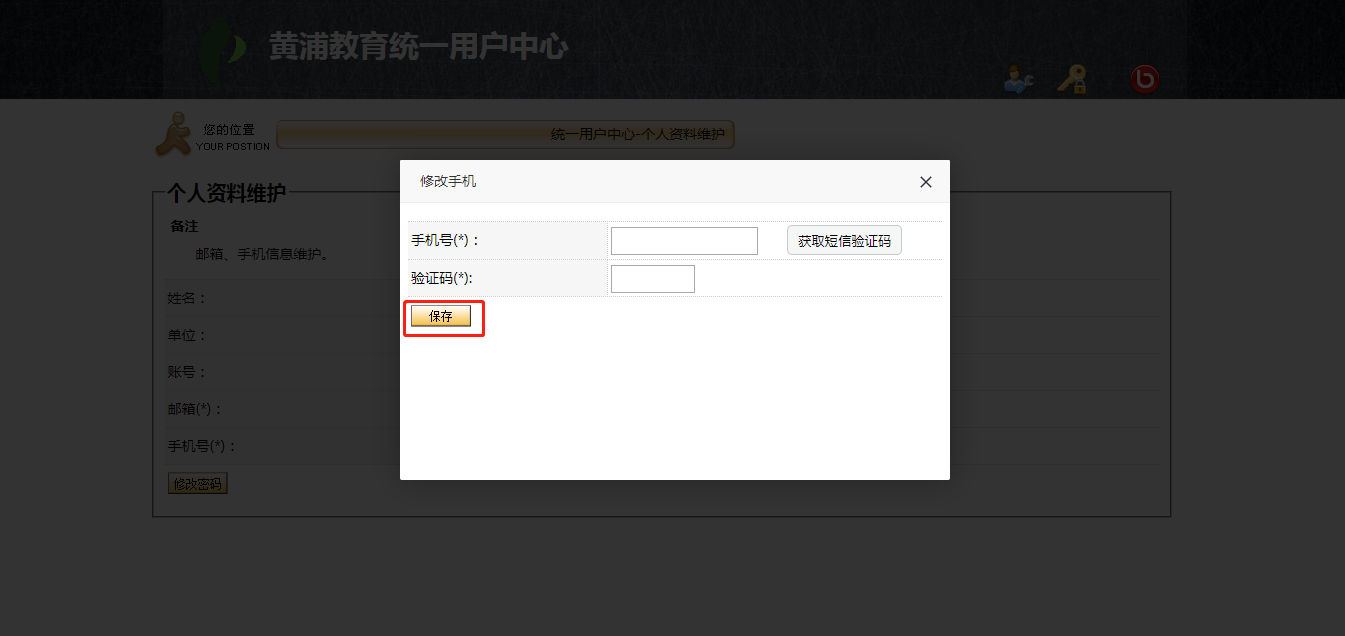 黄浦教育统一用户中心
您的位置
YOUR POSTION
统一用户中心-个人资料维护
个人资料维护
备注
邮箱、手机信息维护。
姓名：
单位：
账号：
邮箱(*)：
手机号(*)：
修改密码
修改手机
手机号(*)：
获取短信验证码
验证码(*):
保存